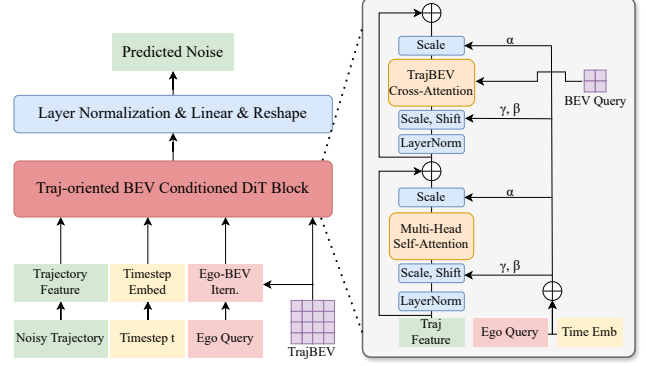 Predicted Noise
Layer Normalization & Linear & Reshape
Traj-oriented BEV Conditioned DiT Block
Trajectory
Feature
Timestep
Embed
Ego-BEV
Itern.
Noisy Trajectory
Timestep t
Ego Query
TrajBEV
Scale
α
TrajBEV
Cross-Attention
BEV Query
Scale, Shift
γ, β
LayerNorm
Scale
α
Multi-Head
Self-Attention
Scale, Shift
γ, β
LayerNorm
Traj
Feature
Ego Query
Time Emb